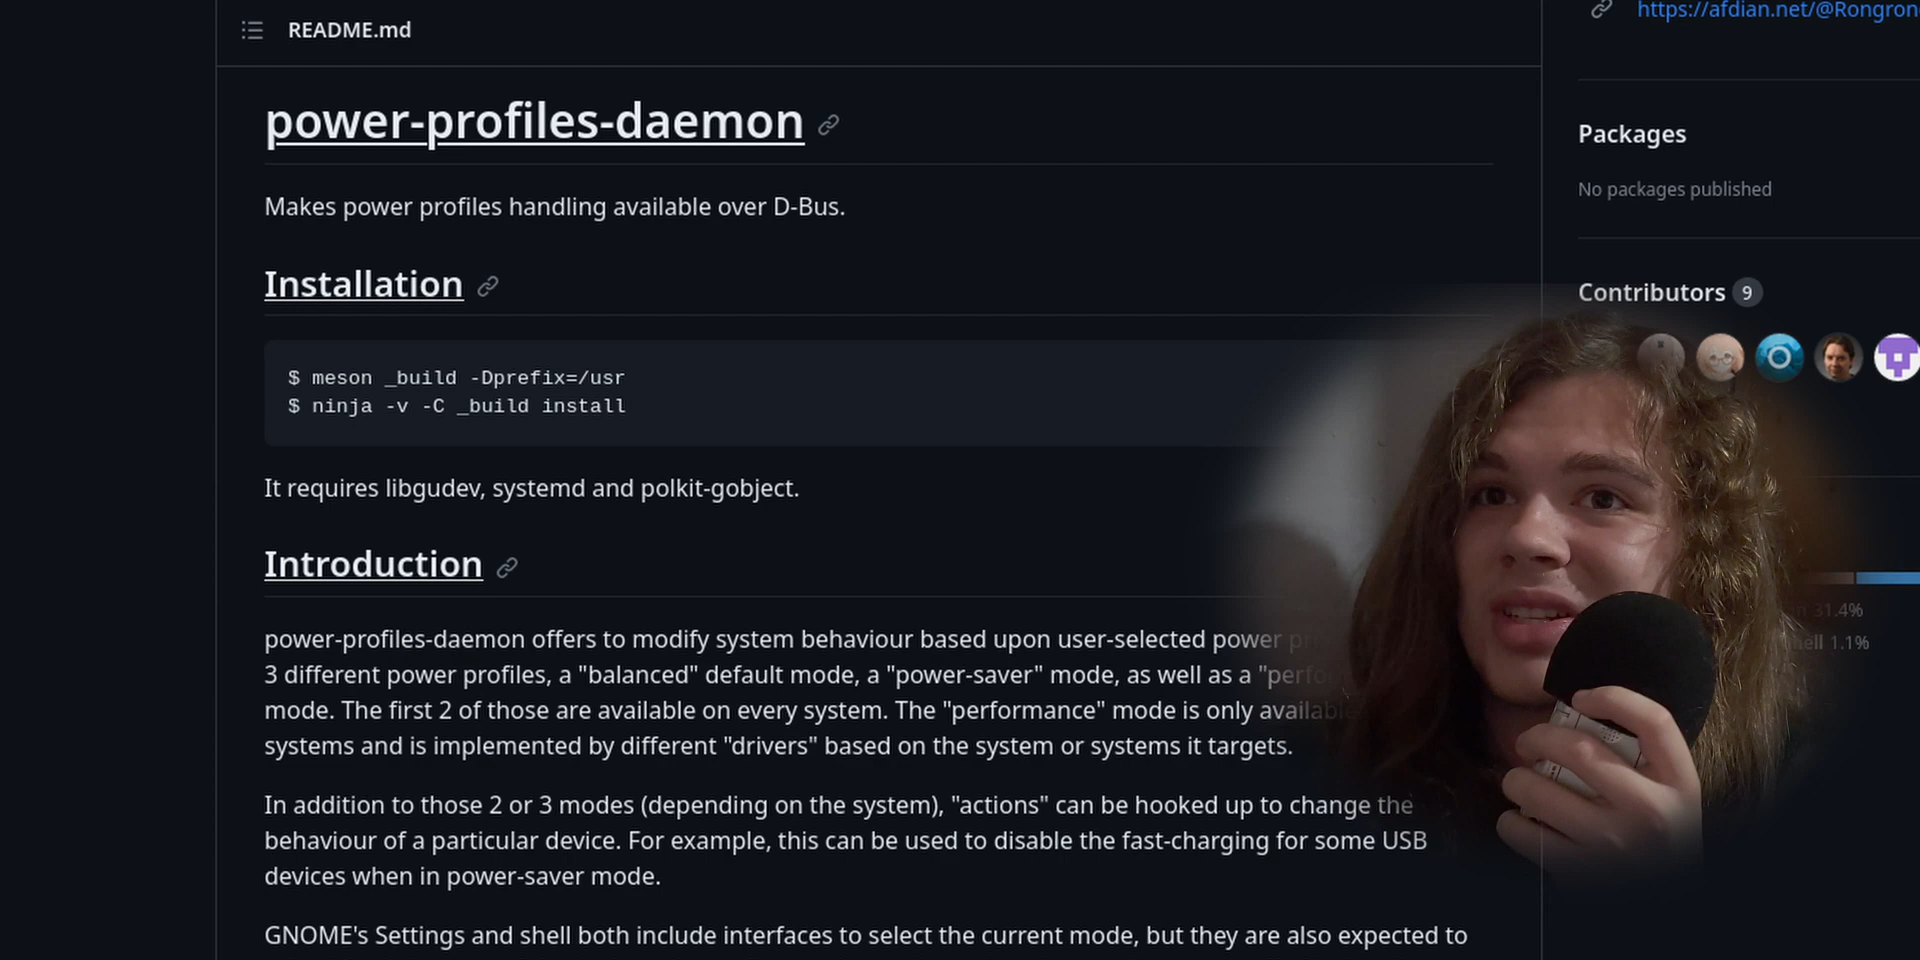 https://afdian.net/@Rongron
README.md
power-profiles-daemon
Makes power profiles handling available over D-Bus.
Installation
$ meson _build -Dprefix=/usr
$ ninja -v -C _build install
It requires libgudev, systemd and polkit-gobject.
Introduction
power-profiles-daemon offers to modify system behaviour based upon user-selected power
3 different power profiles, a "balanced" default mode, a "power-saver" mode, as well as a
mode. The first 2 of those are available on every system. The "performance" mode is only available
systems and is implemented by different "drivers" based on the system or systems it targets.
In addition to those 2 or 3 modes (depending on the system), "actions" can be hooked up to change the
behaviour of a particular device. For example, this can be used to disable the fast-charging for some USB
devices when in power-saver mode.
GNOME's Settings and shell both include interfaces to select the current mode, but they are also expected to
Packages
No packages published
Contributors 9
31.4%
1.1%